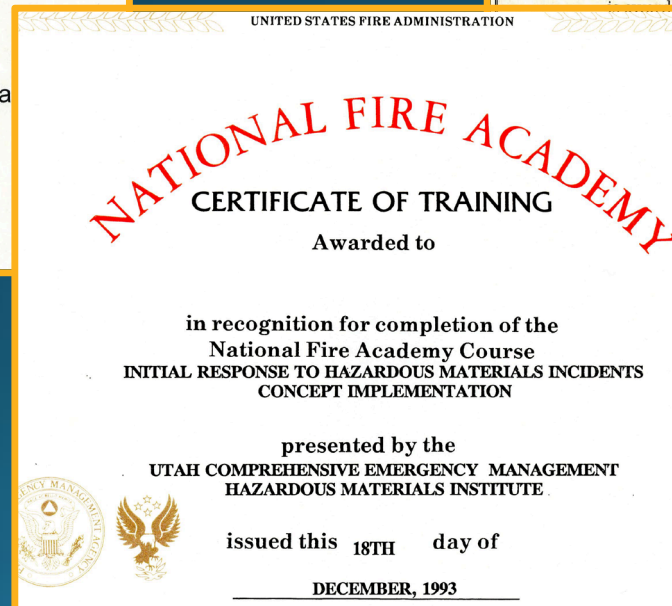 UNITED STATES FIRE ADMINISTRATION
NATIONAL FIRE ACADEMY
CERTIFICATE OF TRAINING
Awarded to
in recognition for completion of the
National Fire Academy Course
INITIAL RESPONSE TO HAZARDOUS MATERIALS INCIDENTS
CONCEPT IMPLEMENTATION
presented by the
UTAH COMPREHENSIVE EMERGENCY MANAGEMENT
HAZARDOUS MATERIALS INSTITUTE
issued this 18TH day of
DECEMBER, 1993